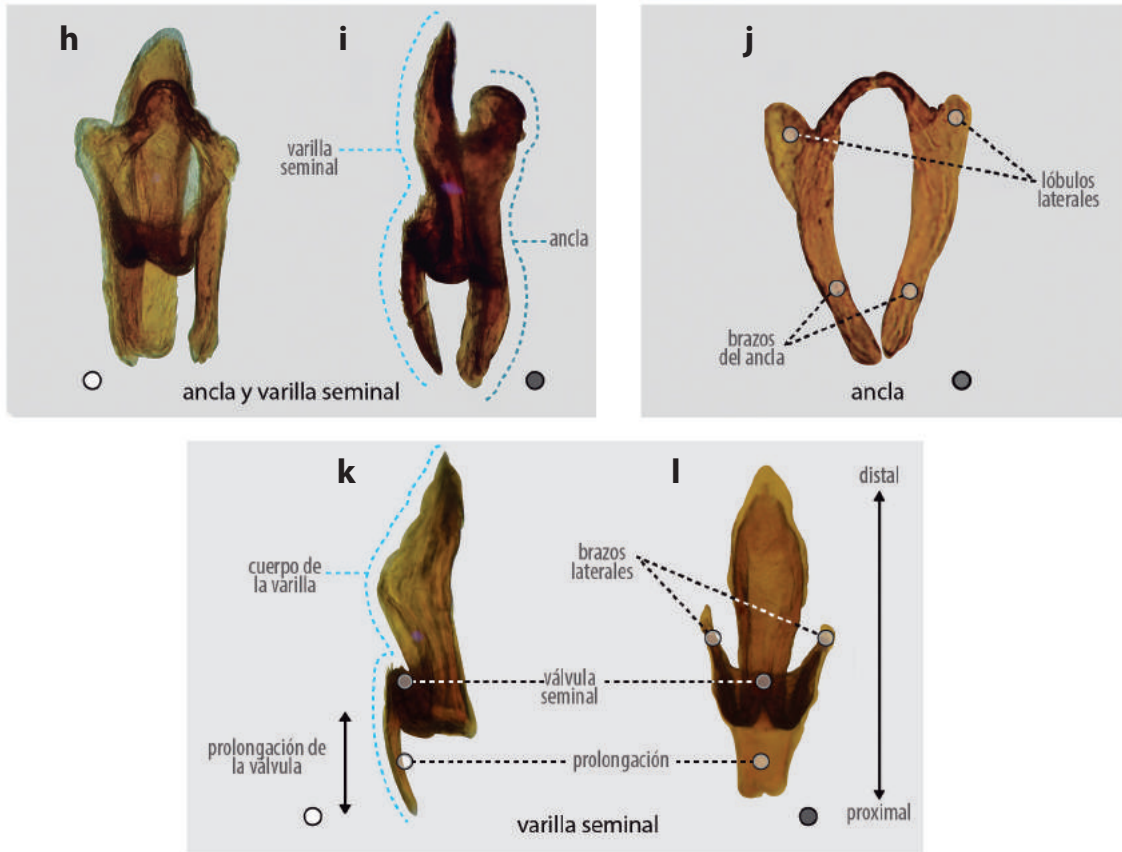 h
i
varilla
seminal
ancla
ancla y varilla seminal
j
lóbulos
laterales
brazos
del ancla
ancla
k
l
distal
cuerpo de
la varilla
brazos
laterales
válvula
seminal
prolongación de
la válvula
prolongación
proximal
varilla seminal